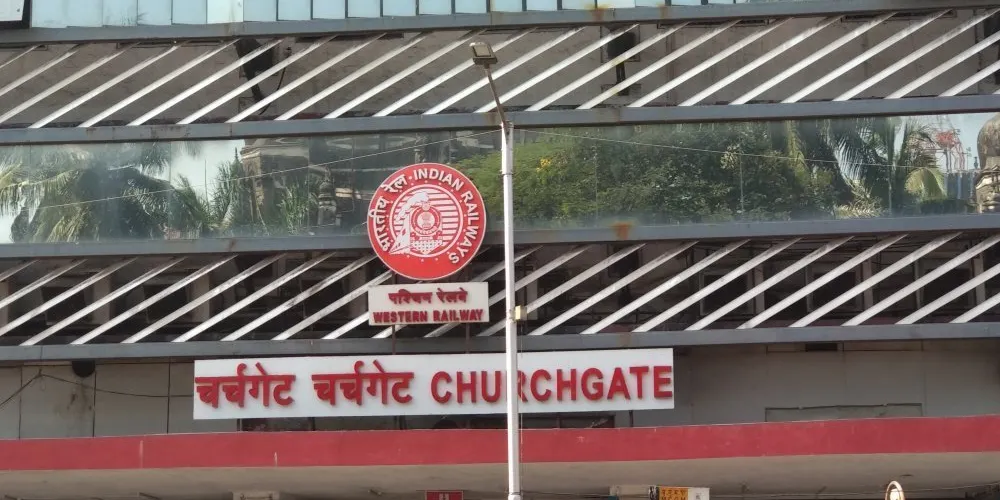 भारतीय रेल • INDIAN RAILWAYS
पश्चिम रेलवे
WESTERN RAILWAY
चर्चगेट चर्चगेट CHURCHGATE